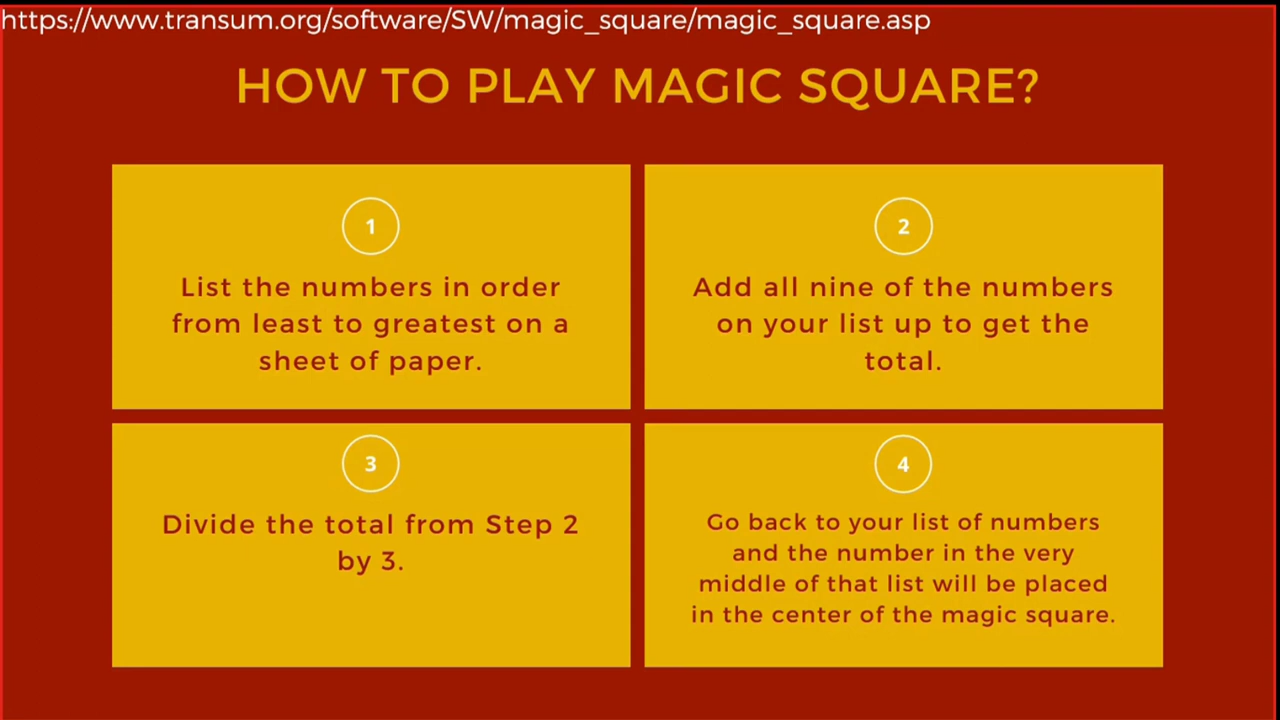 https://www.transum.org/software/SW/magic_square/magic_square.asp
HOW TO PLAY MAGIC SQUARE?
1
List the numbers in order
from least to greatest on a
sheet of paper.
2
Add all nine of the numbers
on your list up to get the
total.
3
Divide the total from Step 2
by 3.
4
Go back to your list of numbers
and the number in the very
middle of that list will be placed
in the center of the magic square.